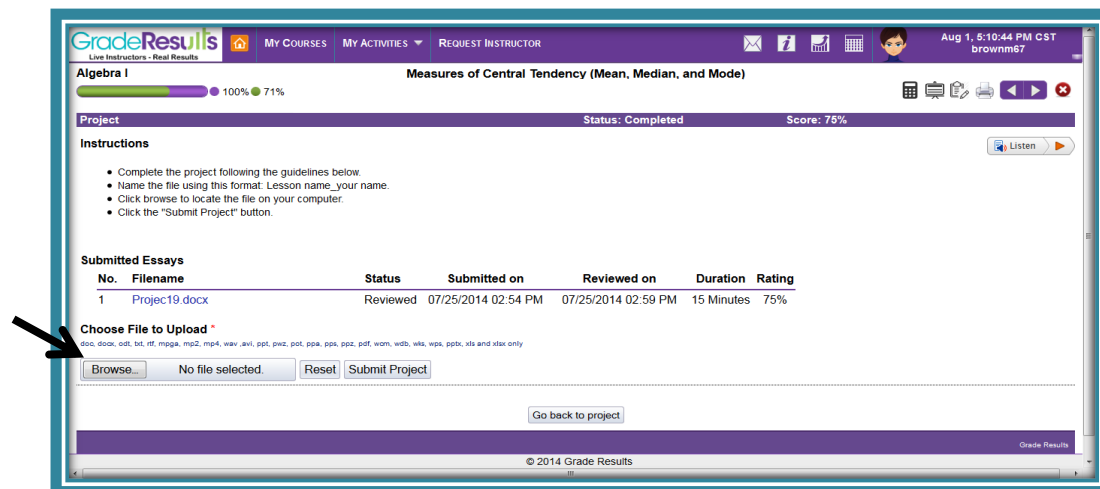 GradeResults
Live Instructors - Real Results
MY COURSES MY ACTIVITIES REQUEST INSTRUCTOR
Aug 1, 5:10:44 PM CST
brownm67
Algebra I
Measures of Central Tendency (Mean, Median, and Mode)
100% 71%
Project Status: Completed Score: 75%
Instructions
Listen
Complete the project following the guidelines below.
Name the file using this format: Lesson name_your name.
Click browse to locate the file on your computer.
Click the "Submit Project" button.
Submitted Essays
No. Filename Status Submitted on Reviewed on Duration Rating
1 Projec19.docx Reviewed 07/25/2014 02:54 PM 07/25/2014 02:59 PM 15 Minutes 75%
Choose File to Upload *
doc, docx, odt, txt, rtf, mpga, mp2, mp4, wav ,avi, ppt, pwz, pot, ppa, pps, ppz, pdf, wcm, wdb, wks, wps, pptx, xls and xlsx only
Browse... No file selected. Reset Submit Project
Go back to project
Grade Results
© 2014 Grade Results